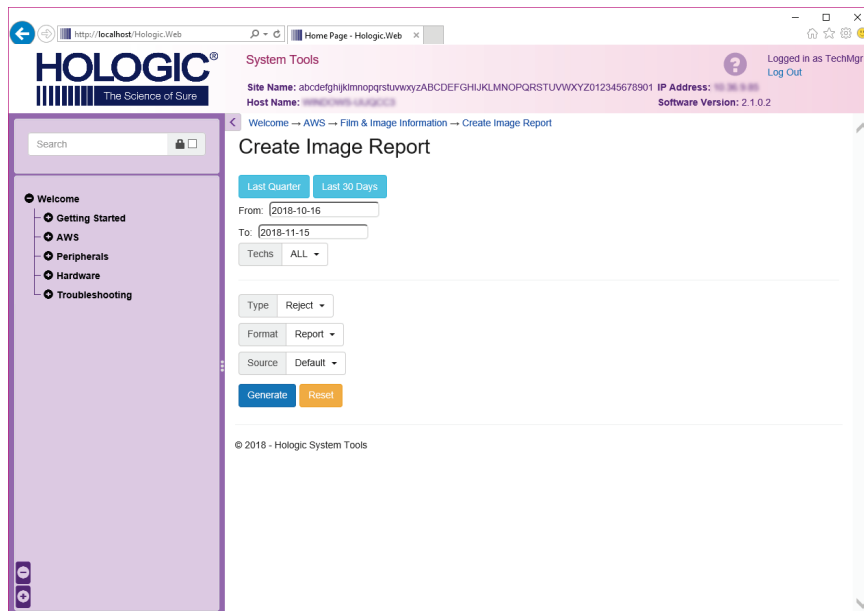 http://localhost/Hologic.Web
Home Page - Hologic.Web
HOLOGIC®
The Science of Sure
System Tools
Logged in as TechMgr
Log Out
Site Name: abcdefghijklmnopqrstuvwxyzABCDEFGHIJKLMNOPQRSTUVWXYZ012345678901 IP Address:
Host Name:
Software Version: 2.1.0.2
Search
Welcome → AWS → Film & Image Information → Create Image Report
Create Image Report
Last Quarter Last 30 Days
From: 2018-10-16
To: 2018-11-15
Techs ALL
Type Reject
Format Report
Source Default
Generate Reset
© 2018 - Hologic System Tools
Welcome
Getting Started
AWS
Peripherals
Hardware
Troubleshooting